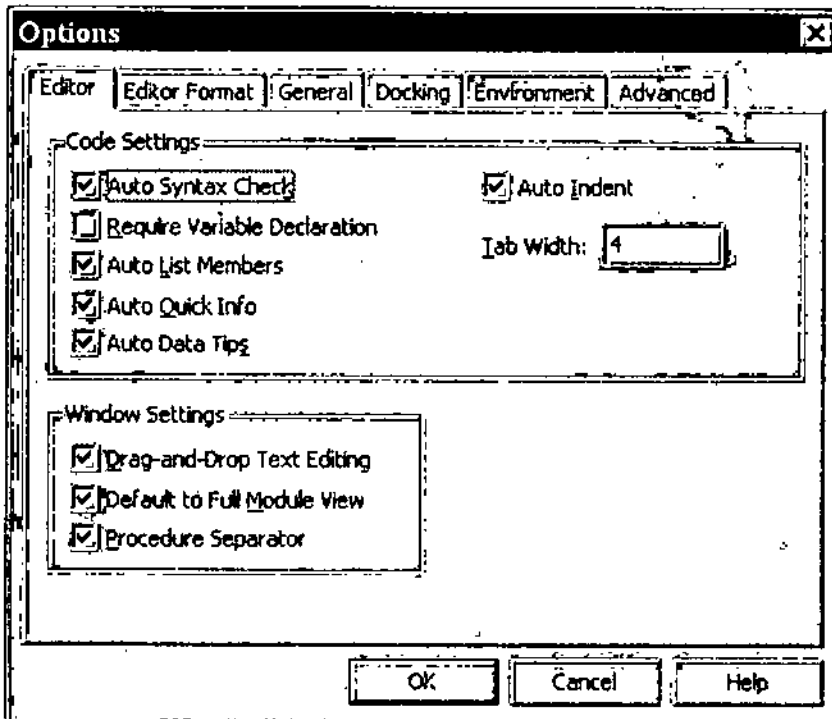 Options
Editor Editor Format General Docking Environment Advanced
Code Settings
Auto Syntax Check
Auto Indent
Require Variable Declaration
Tab Width: 4
Auto List Members
Auto Quick Info
Auto Data Tips
Window Settings
Drag-and-Drop Text Editing
Default to Full Module View
Procedure Separator
OK Cancel Help